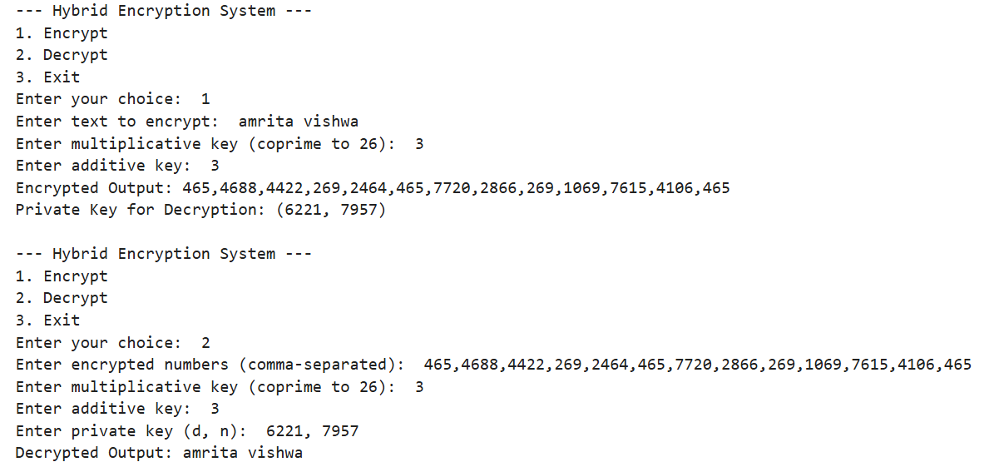 --- Hybrid Encryption System ---
1. Encrypt
2. Decrypt
3. Exit
Enter your choice:  1
Enter text to encrypt:  amrita vishwa
Enter multiplicative key (coprime to 26):  3
Enter additive key:  3
Encrypted Output: 465,4688,4422,269,2464,465,7720,2866,269,1069,7615,4106,465
Private Key for Decryption: (6221, 7957)

--- Hybrid Encryption System ---
1. Encrypt
2. Decrypt
3. Exit
Enter your choice:  2
Enter encrypted numbers (comma-separated):  465,4688,4422,269,2464,465,7720,2866,269,1069,7615,4106,465
Enter multiplicative key (coprime to 26):  3
Enter additive key:  3
Enter private key (d, n):  6221, 7957
Decrypted Output: amrita vishwa